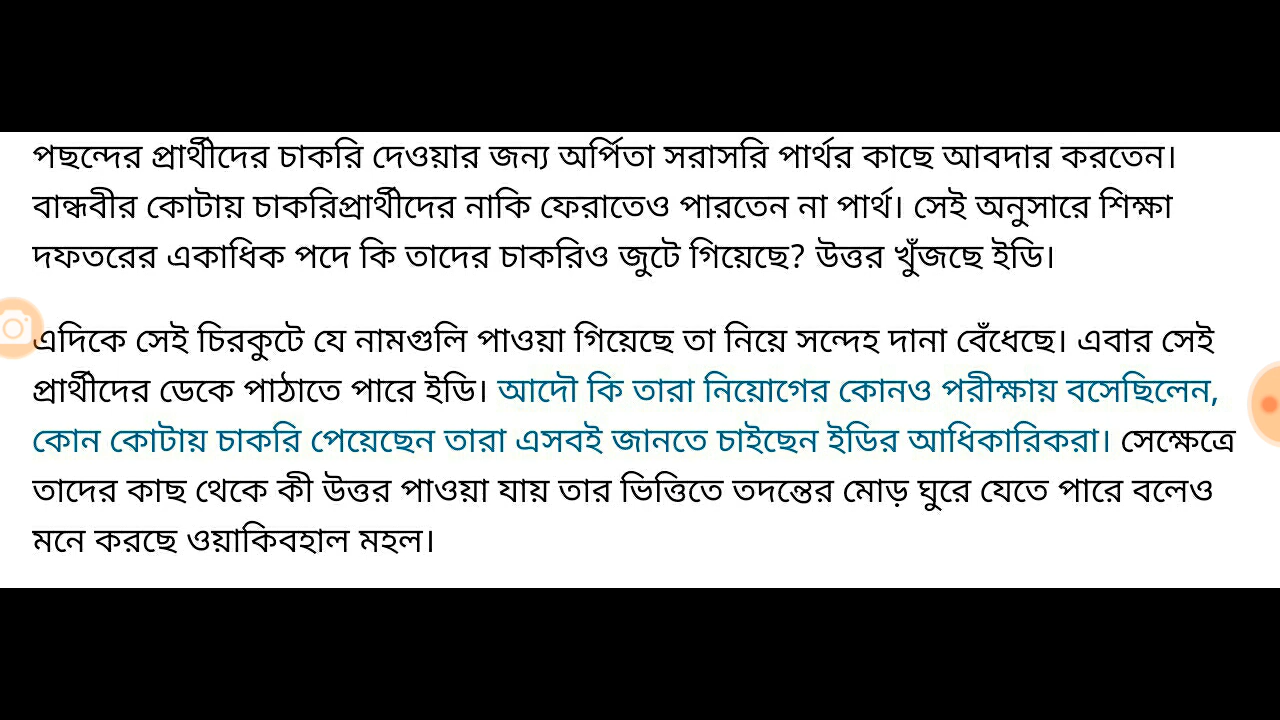 পছন্দের প্রার্থীদের চাকরি দেওয়ার জন্য অর্পিতা সরাসরি পার্থর কাছে আবদার করতেন।
বান্ধবীর কোটায় চাকরিপ্রার্থীদের নাকি ফেরাতেও পারতেন না পার্থ। সেই অনুসারে শিক্ষা
দফতরের একাধিক পদে কি তাদের চাকরিও জুটে গিয়েছে? উত্তর খুঁজছে ইডি।
এদিকে সেই চিরকুটে যে নামগুলি পাওয়া গিয়েছে তা নিয়ে সন্দেহ দানা বেঁধেছে। এবার সেই
প্রার্থীদের ডেকে পাঠাতে পারে ইডি। আদৌ কি তারা নিয়োগের কোনও পরীক্ষায় বসেছিলেন,
কোন কোটায় চাকরি পেয়েছেন তারা এসবই জানতে চাইছেন ইডির আধিকারিকরা। সেক্ষেত্রে
তাদের কাছ থেকে কী উত্তর পাওয়া যায় তার ভিত্তিতে তদন্তের মোড় ঘুরে যেতে পারে বলেও
মনে করছে ওয়াকিবহাল মহল।